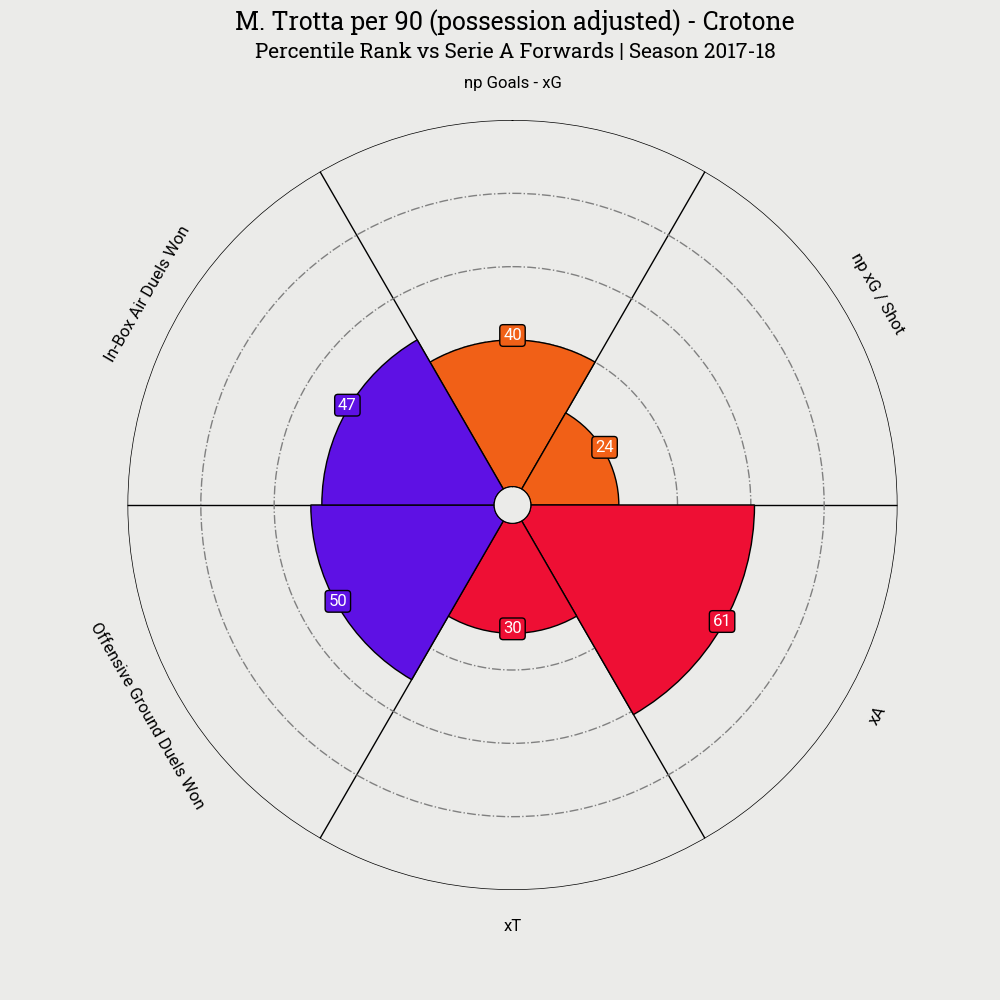 M. Trotta per 90 (possession adjusted) - Crotone
Percentile Rank vs Serie A Forwards | Season 2017-18
np Goals - xG
In-Box Air Duels Won
np xG / Shot
40
47
24
50
30
61
Offensive Ground Duels Won
xA
xT